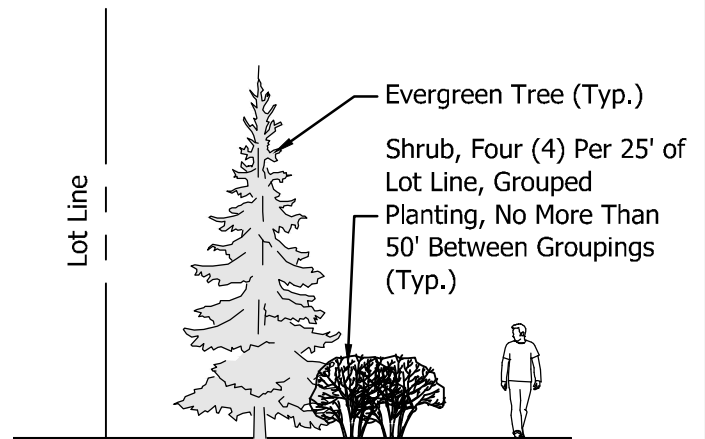 Evergreen Tree (Typ.)
Shrub, Four (4) Per 25' of
Lot Line, Grouped
Planting, No More Than
50' Between Groupings
(Typ.)
Lot Line